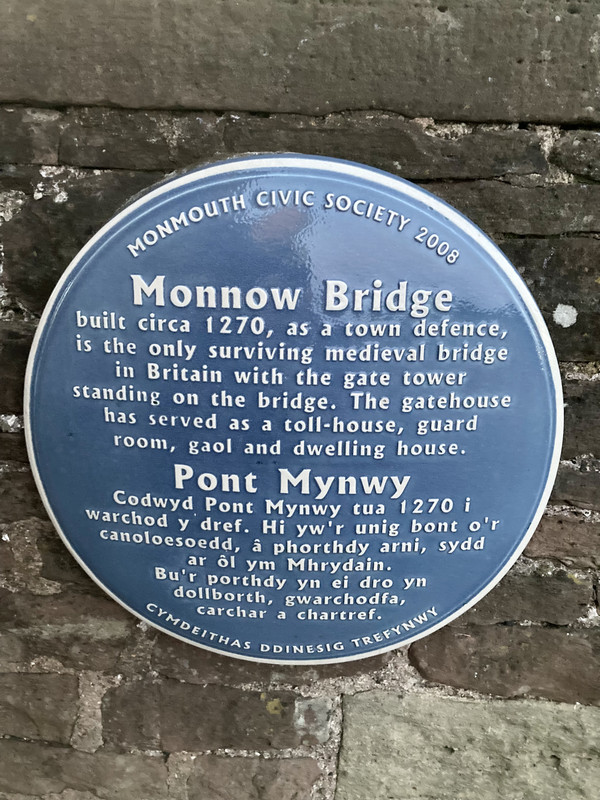 MONMOUTH CIVIC SOCIETY 2008
Monnow Bridge
built circa 1270, as a town defence,
is the only surviving medieval bridge
in Britain with the gate tower
standing on the bridge. The gatehouse
has served as a toll-house, guard
room, gaol and dwelling house.
Pont Mynwy
Codwyd Pont Mynwy tua 1270 i
warchod y dref. Hi yw'r unig bont o'r
canoloesoedd, â phorthdy arni, sydd
ar ôl ym Mhrydain.
Bu'r porthdy yn ei dro yn
dollborth, gwarchodfa,
carchar a chartref.
CYMDEITHAS DDINESIG TREFYNWY